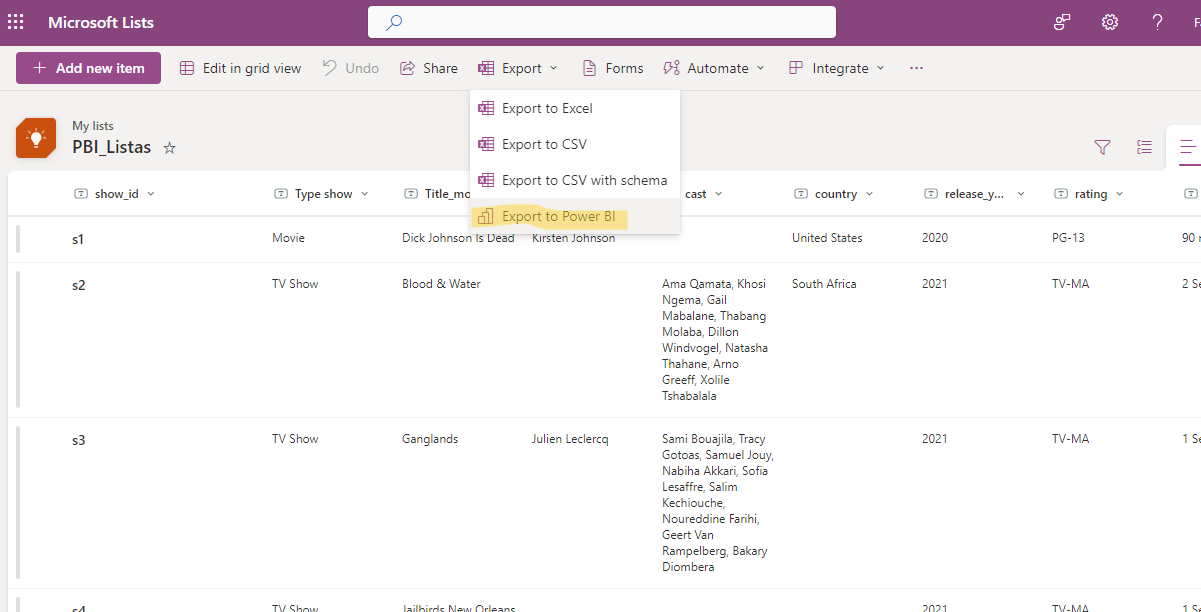 Microsoft Lists
Add new item
Edit in grid view
Undo
Share
Export
Forms
Automate
Integrate
Export to Excel
Export to CSV
Export to CSV with schema
Export to Power BI
My lists
PBI_Listas
show_id
Type show
Title_mo
cast
country
release_y...
rating
s1
Movie
Dick Johnson Is Dead
Kirsten Johnson
United States
2020
PG-13
90
s2
TV Show
Blood & Water
Ama Qamata, Khosi
Ngema, Gail
Mabalane, Thabang
Molaba, Dillon
Windvogel, Natasha
Thahane, Arno
Greeff, Xolile
Tshabalala
South Africa
2021
TV-MA
2 Se
s3
TV Show
Ganglands
Julien Leclercq
Sami Bouajila, Tracy
Gotoas, Samuel Jouy,
Nabiha Akkari, Sofia
Lesaffre, Salim
Kechiouche,
Noureddine Farihi,
Geert Van
Rampelberg, Bakary
Diombera
2021
TV-MA
1 Se
s4
TV Show
Jailbirds New Orleans
2021
TV-MA
1 Se